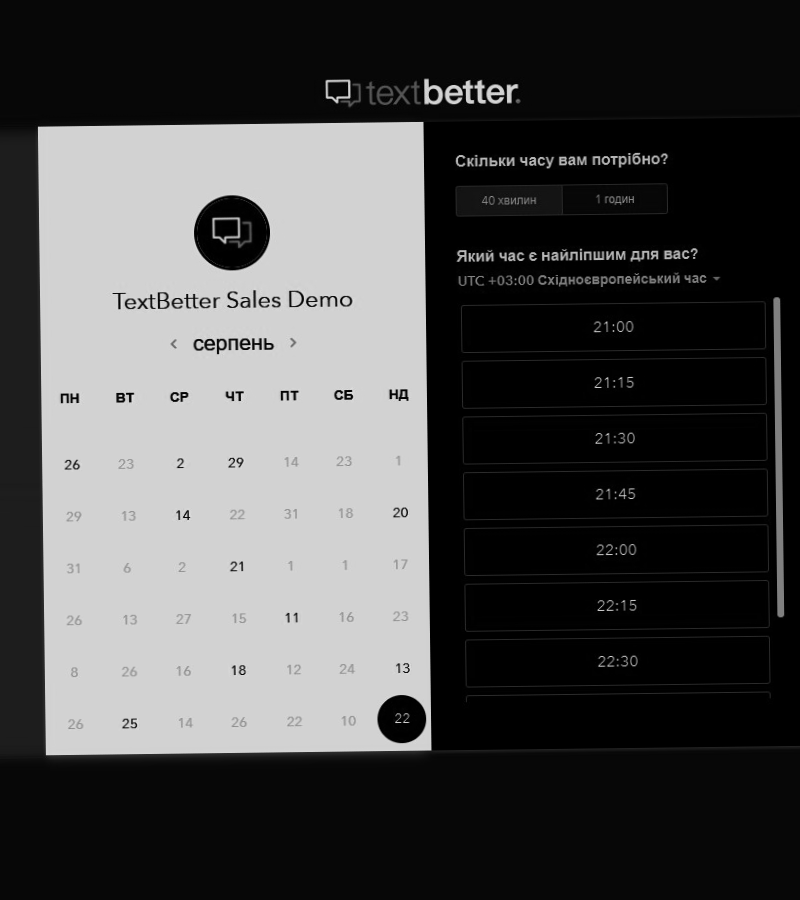 textbetter.
TextBetter Sales Demo
серпень
ПН ВТ СР ЧТ ПТ СБ НД
26 23 2 29 14 23 1
29 13 14 22 31 18 20
31 6 2 21 1 1 17
26 13 27 15 11 16 23
8 26 16 18 12 24 13
26 25 14 26 22 10 22
Скільки часу вам потрібно?
40 хвилин 1 годин
Який час є найліпшим для вас?
UTC +03:00 Східноєвропейський час
21:00
21:15
21:30
21:45
22:00
22:15
22:30